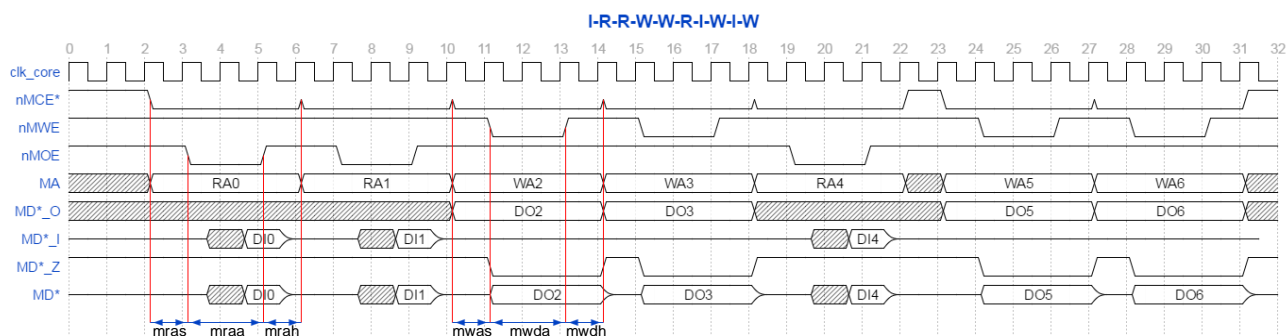 I-R-R-W-W-R-I-W-I-W
0 1 2 3 4 5 6 7 8 9 10 11 12 13 14 15 16 17 18 19 20 21 22 23 24 25 26 27 28 29 30 31 32
clk_core
nMCE*
nMWE
nMOE
MA RA0 RA1 WA2 WA3 RA4 WA5 WA6
MD*_O DO2 DO3 DO5 DO6
MD*_I DI0 DI1 DI4
MD*_Z
MD* DI0 DI1 DO2 DO3 DI4 DO5 DO6
mras mraa mrah mwas mwda mwdh